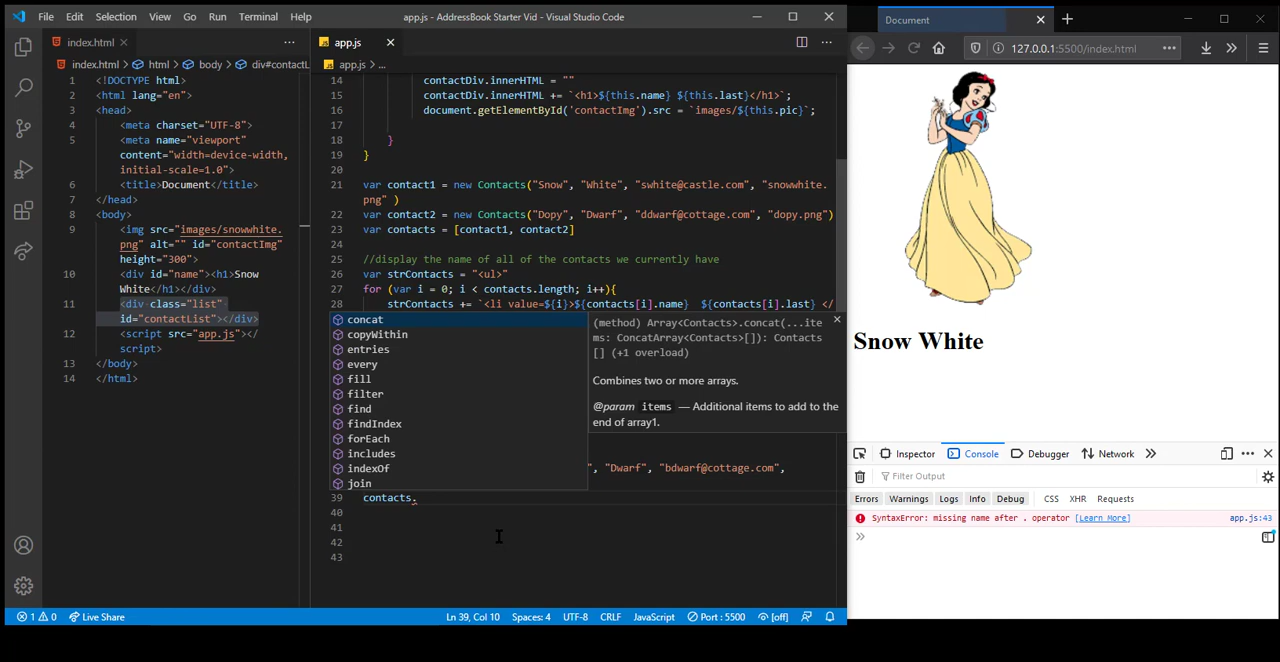 File Edit Selection View Go Run Terminal Help
app.js - AddressBook Starter Vid - Visual Studio Code
index.html
index.html > html > body > div#contactL
1 <!DOCTYPE html>
2 <html lang="en">
3 <head>
4 <meta charset="UTF-8">
5 <meta name="viewport"
content="width=device-width,
initial-scale=1.0">
6 <title>Document</title>
7 </head>
8 <body>
9 <img src="images/snowwhite.
png" alt="" id="contactImg"
height="300">
10 <div id="name"><h1>Snow
White</h1></div>
11 <div class="list"
id="contactList"></div>
12 <script src="app.js"></
script>
13 </body>
14 </html>
app.js
app.js > ...
14 contactDiv.innerHTML = ""
15 contactDiv.innerHTML += `<h1>${this.name} ${this.last}</h1>`;
16 document.getElementById('contactImg').src = `images/${this.pic}`;
17
18 }
19 }
20
21 var contact1 = new Contacts("Snow", "White", "swhite@castle.com", "snowwhite.
png" )
22 var contact2 = new Contacts("Dopy", "Dwarf", "ddwarf@cottage.com", "dopy.png")
23 var contacts = [contact1, contact2]
24
25 //display the name of all of the contacts we currently have
26 var strContacts = "<ul>"
27 for (var i = 0; i < contacts.length; i++){
28 strContacts += `<li value=${i}>${contacts[i].name} ${contacts[i].last} </
concat
copyWithin
entries
every
fill
filter
find
findIndex
forEach
includes
indexOf
join
(method) Array<Contacts>.concat(...ite
ms: ConcatArray<Contacts>[]): Contacts
[] (+1 overload)
Combines two or more arrays.
@param items — Additional items to add to the
end of array1.
", "Dwarf", "bdwarf@cottage.com",
39 contacts.
40
41
42
43
1 0 Live Share
Ln 39, Col 10 Spaces: 4 UTF-8 CRLF JavaScript Port : 5500 [off]
Document
127.0.0.1:5500/index.html
Snow White
Inspector Console Debugger Network
Filter Output
Errors Warnings Logs Info Debug CSS XHR Requests
SyntaxError: missing name after . operator [Learn More] app.js:43